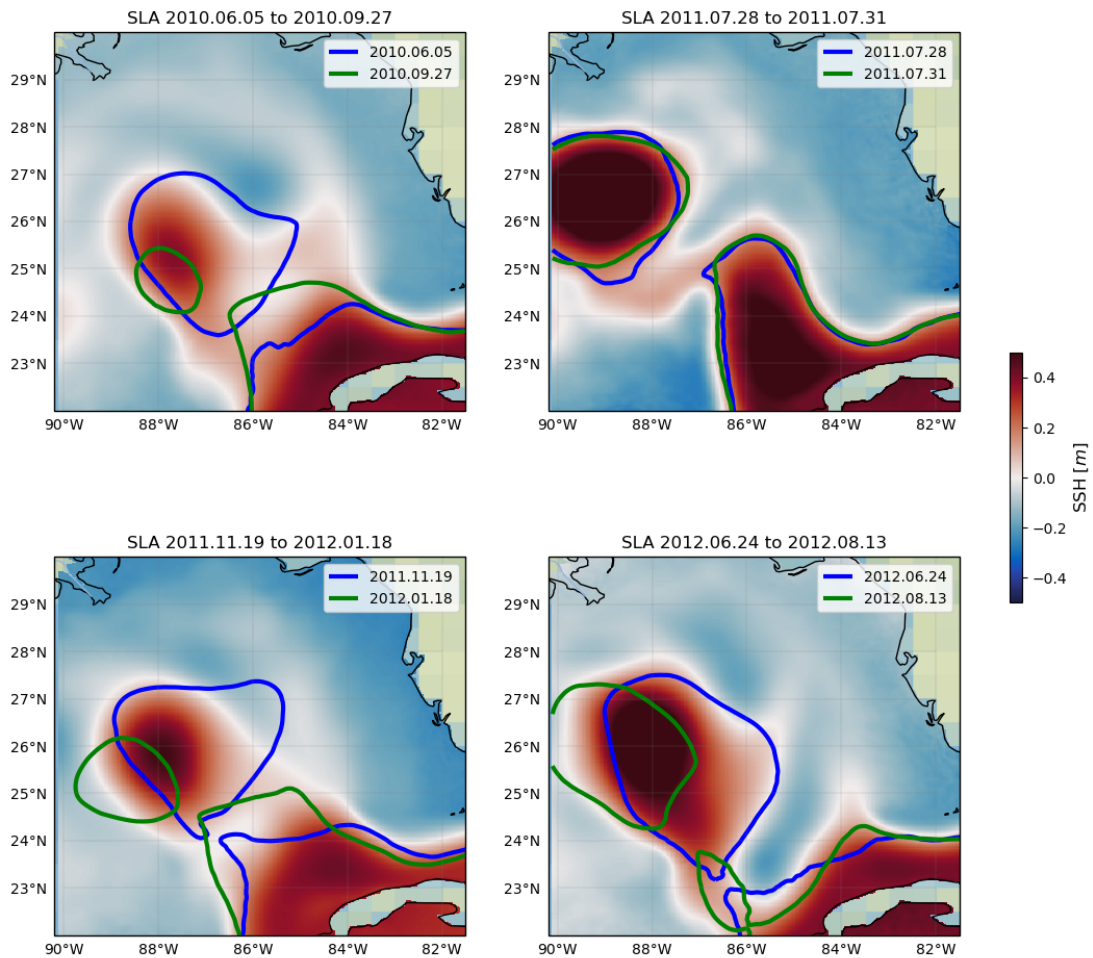 SLA 2010.06.05 to 2010.09.27
2010.06.05
2010.09.27
29°N
28°N
27°N
26°N
25°N
24°N
23°N
90°W 88°W 86°W 84°W 82°W
SLA 2011.07.28 to 2011.07.31
2011.07.28
2011.07.31
29°N
28°N
27°N
26°N
25°N
24°N
23°N
90°W 88°W 86°W 84°W 82°W
SLA 2011.11.19 to 2012.01.18
2011.11.19
2012.01.18
29°N
28°N
27°N
26°N
25°N
24°N
23°N
90°W 88°W 86°W 84°W 82°W
SLA 2012.06.24 to 2012.08.13
2012.06.24
2012.08.13
29°N
28°N
27°N
26°N
25°N
24°N
23°N
90°W 88°W 86°W 84°W 82°W
0.4
0.2
0.0
−0.2
−0.4
SSH [m]